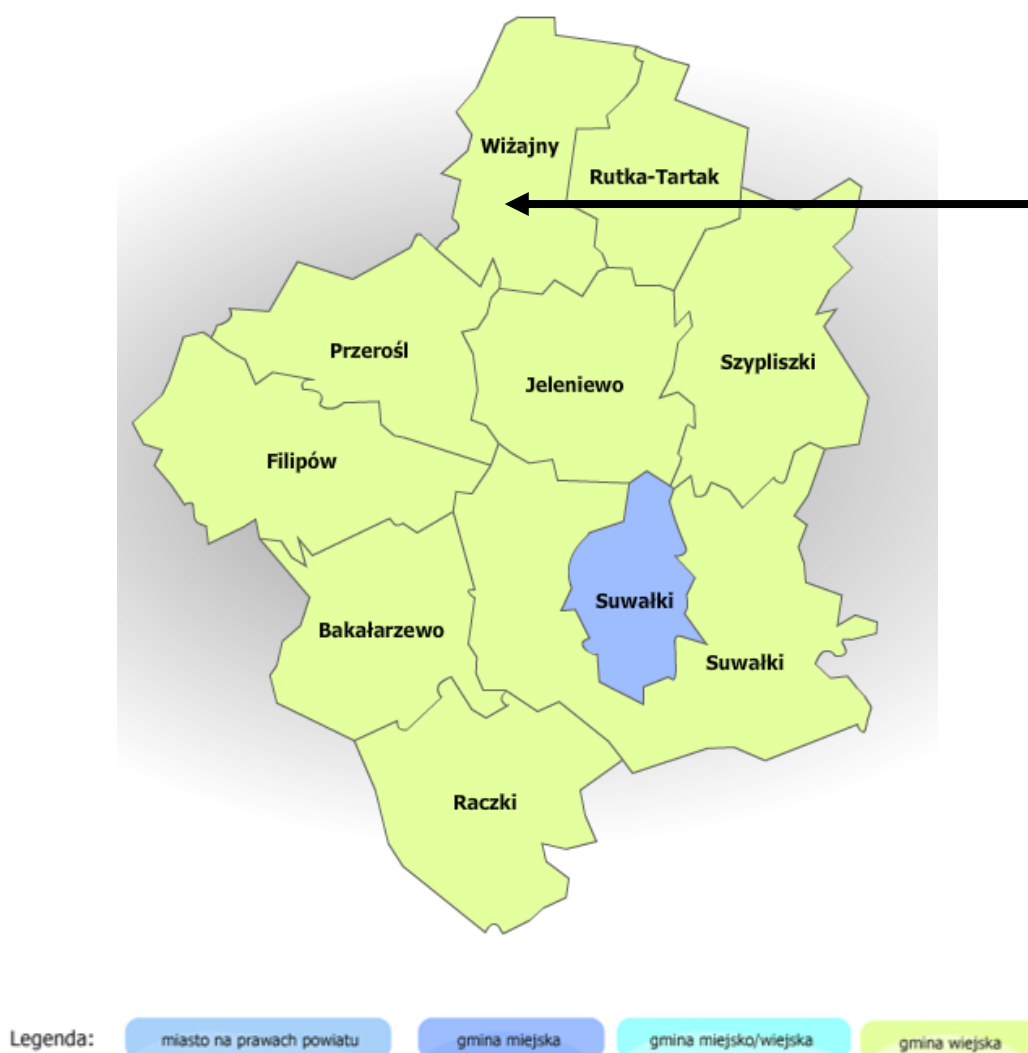 Wiżajny
Rutka-Tartak
Przerośl
Szypliszki
Jeleniewo
Filipów
Suwałki
Bakałarzewo
Suwałki
Raczki
Legenda: miasto na prawach powiatu gmina miejska gmina miejsko/wiejska gmina wiejska